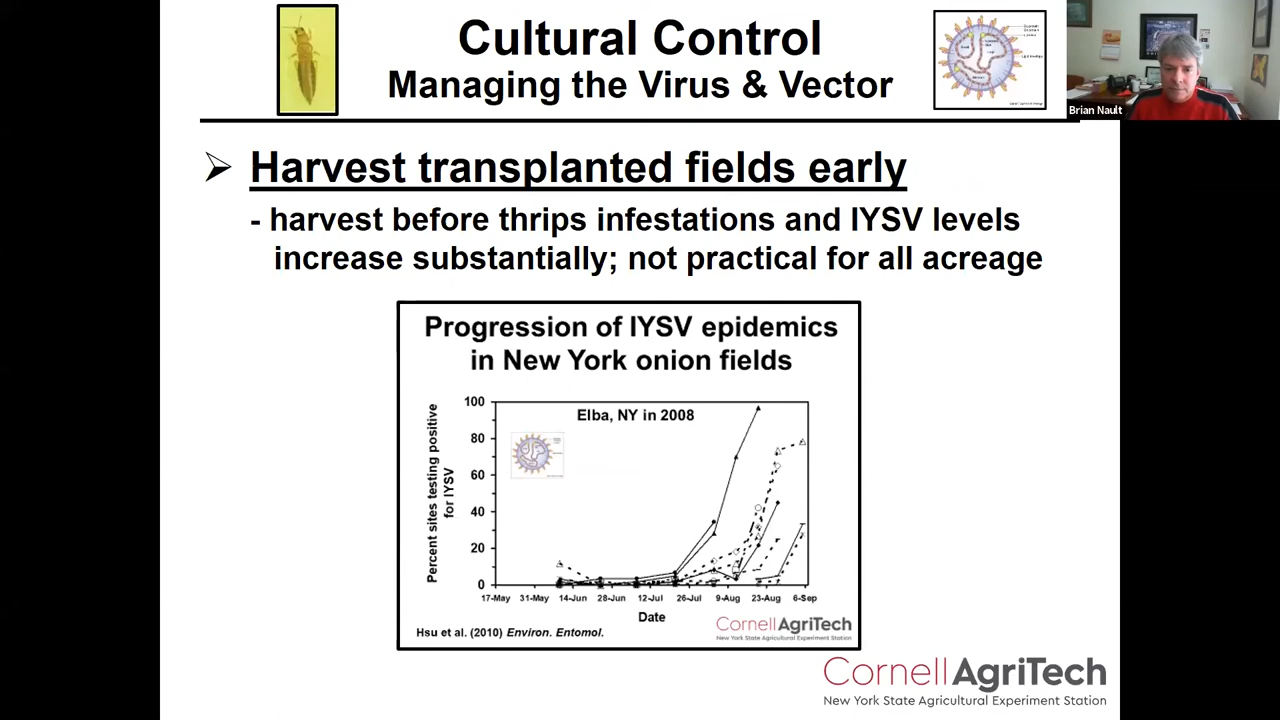 Cultural Control
Managing the Virus & Vector
Brian Nault
➢ Harvest transplanted fields early
- harvest before thrips infestations and IYSV levels
increase substantially; not practical for all acreage
Progression of IYSV epidemics
in New York onion fields
Elba, NY in 2008
Percent sites testing positive
for IYSV
100
80
60
40
20
0
17-May 31-May 14-Jun 28-Jun 12-Jul 26-Jul 9-Aug 23-Aug 6-Sep
Date
Hsu et al. (2010) Environ. Entomol.
CornellAgriTech
New York State Agricultural Experiment Station
CornellAgriTech
New York State Agricultural Experiment Station